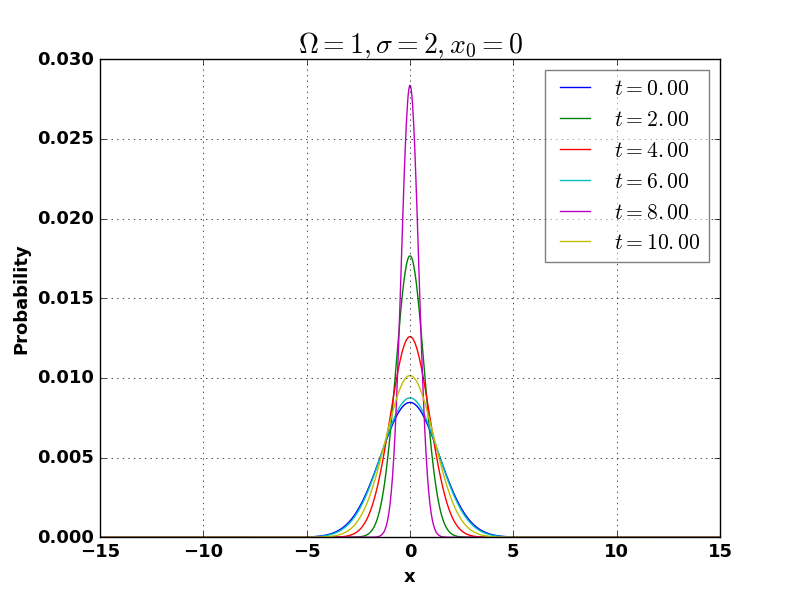 Ω = 1, σ = 2, x₀ = 0
0.030
0.025
0.020
0.015
0.010
0.005
0.000
Probability
t = 0.00
t = 2.00
t = 4.00
t = 6.00
t = 8.00
t = 10.00
−15
−10
−5
0
5
10
15
x